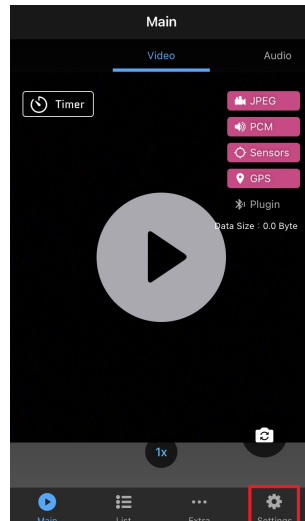 Main
Video Audio
Timer
JPEG
PCM
Sensors
GPS
Plugin
Data Size : 0.0 Byte
1x
Main List Extra Settings